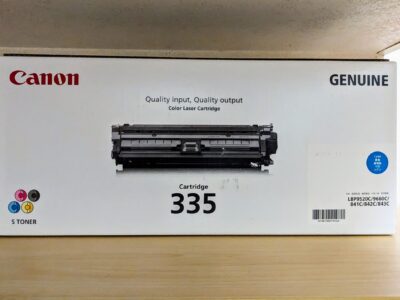 Canon
GENUINE
Quality input, Quality output
Color Laser Cartridge
Cartridge
335
S TONER
LBP9520C/9660C/
841C/842C/843C